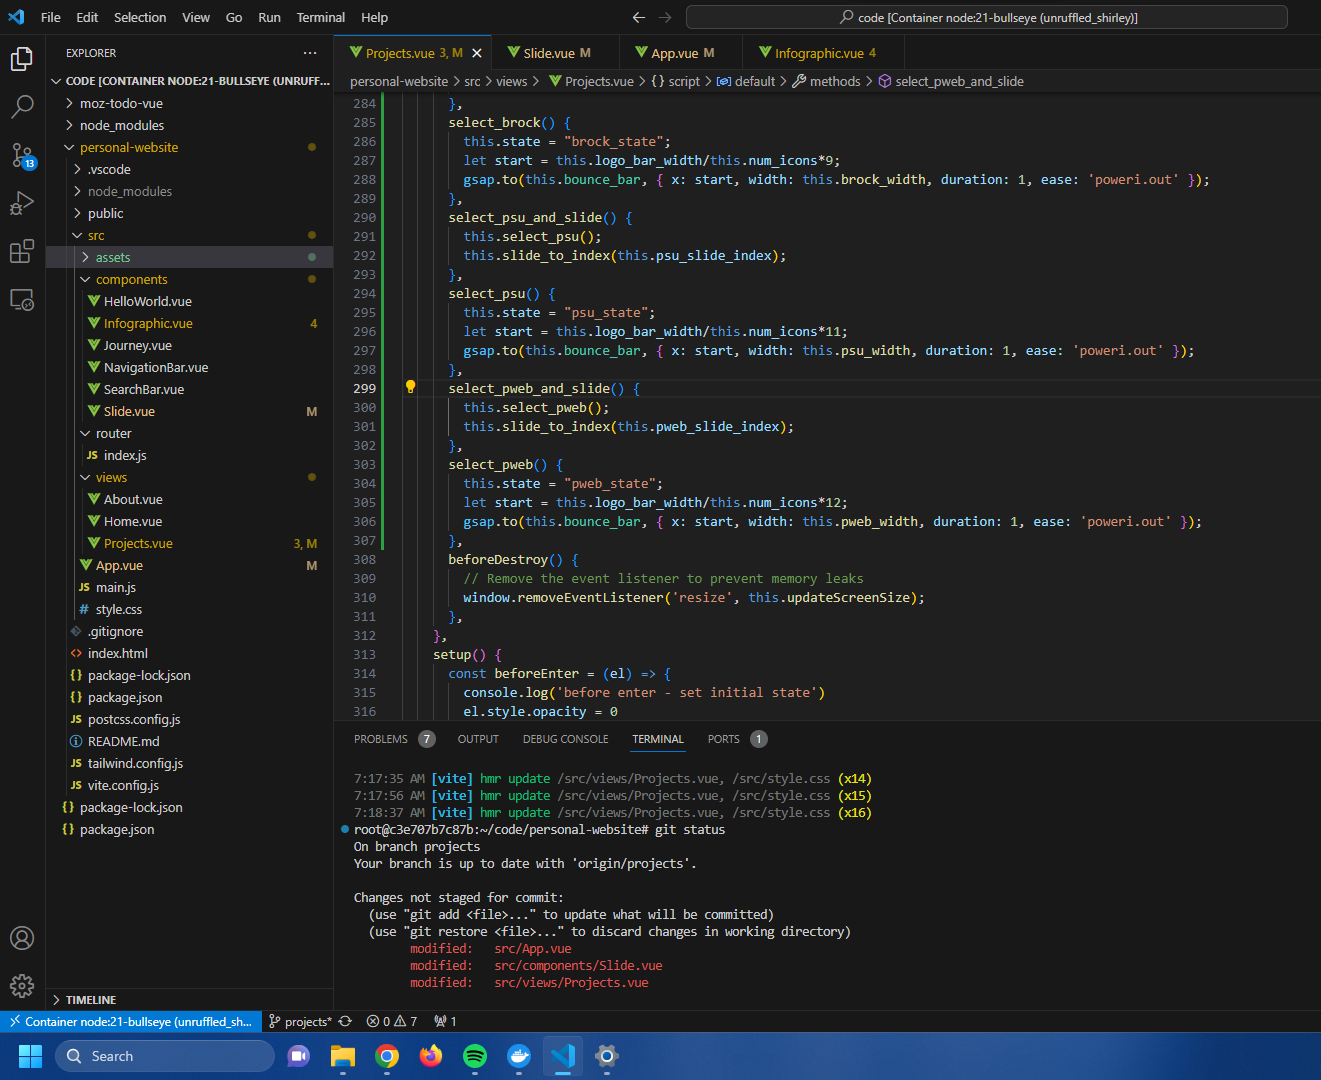 File Edit Selection View Go Run Terminal Help
code [Container node:21-bullseye (unruffled_shirley)]
EXPLORER
CODE [CONTAINER NODE:21-BULLSEYE (UNRUFF...
moz-todo-vue
node_modules
personal-website
.vscode
node_modules
public
src
assets
components
HelloWorld.vue
Infographic.vue 4
Journey.vue
NavigationBar.vue
SearchBar.vue
Slide.vue M
router
JS index.js
views
About.vue
Home.vue
Projects.vue 3, M
App.vue M
JS main.js
# style.css
.gitignore
<> index.html
{} package-lock.json
{} package.json
JS postcss.config.js
README.md
JS tailwind.config.js
JS vite.config.js
{} package-lock.json
{} package.json
TIMELINE
13
Projects.vue 3, M
Slide.vue M
App.vue M
Infographic.vue 4
personal-website > src > views > Projects.vue > {} script > default > methods > select_pweb_and_slide
284 },
285 select_brock() {
286 this.state = "brock_state";
287 let start = this.logo_bar_width/this.num_icons*9;
288 gsap.to(this.bounce_bar, { x: start, width: this.brock_width, duration: 1, ease: 'poweri.out' });
289 },
290 select_psu_and_slide() {
291 this.select_psu();
292 this.slide_to_index(this.psu_slide_index);
293 },
294 select_psu() {
295 this.state = "psu_state";
296 let start = this.logo_bar_width/this.num_icons*11;
297 gsap.to(this.bounce_bar, { x: start, width: this.psu_width, duration: 1, ease: 'poweri.out' });
298 },
299 select_pweb_and_slide() {
300 this.select_pweb();
301 this.slide_to_index(this.pweb_slide_index);
302 },
303 select_pweb() {
304 this.state = "pweb_state";
305 let start = this.logo_bar_width/this.num_icons*12;
306 gsap.to(this.bounce_bar, { x: start, width: this.pweb_width, duration: 1, ease: 'poweri.out' });
307 },
308 beforeDestroy() {
309 // Remove the event listener to prevent memory leaks
310 window.removeEventListener('resize', this.updateScreenSize);
311 },
312 },
313 setup() {
314 const beforeEnter = (el) => {
315 console.log('before enter - set initial state')
316 el.style.opacity = 0
PROBLEMS 7 OUTPUT DEBUG CONSOLE TERMINAL PORTS 1
7:17:35 AM [vite] hmr update /src/views/Projects.vue, /src/style.css (x14)
7:17:56 AM [vite] hmr update /src/views/Projects.vue, /src/style.css (x15)
7:18:37 AM [vite] hmr update /src/views/Projects.vue, /src/style.css (x16)
root@c3e707b7c87b:~/code/personal-website# git status
On branch projects
Your branch is up to date with 'origin/projects'.
Changes not staged for commit:
(use "git add <file>..." to update what will be committed)
(use "git restore <file>..." to discard changes in working directory)
modified: src/App.vue
modified: src/components/Slide.vue
modified: src/views/Projects.vue
Container node:21-bullseye (unruffled_sh... projects* 0 7 1
Search